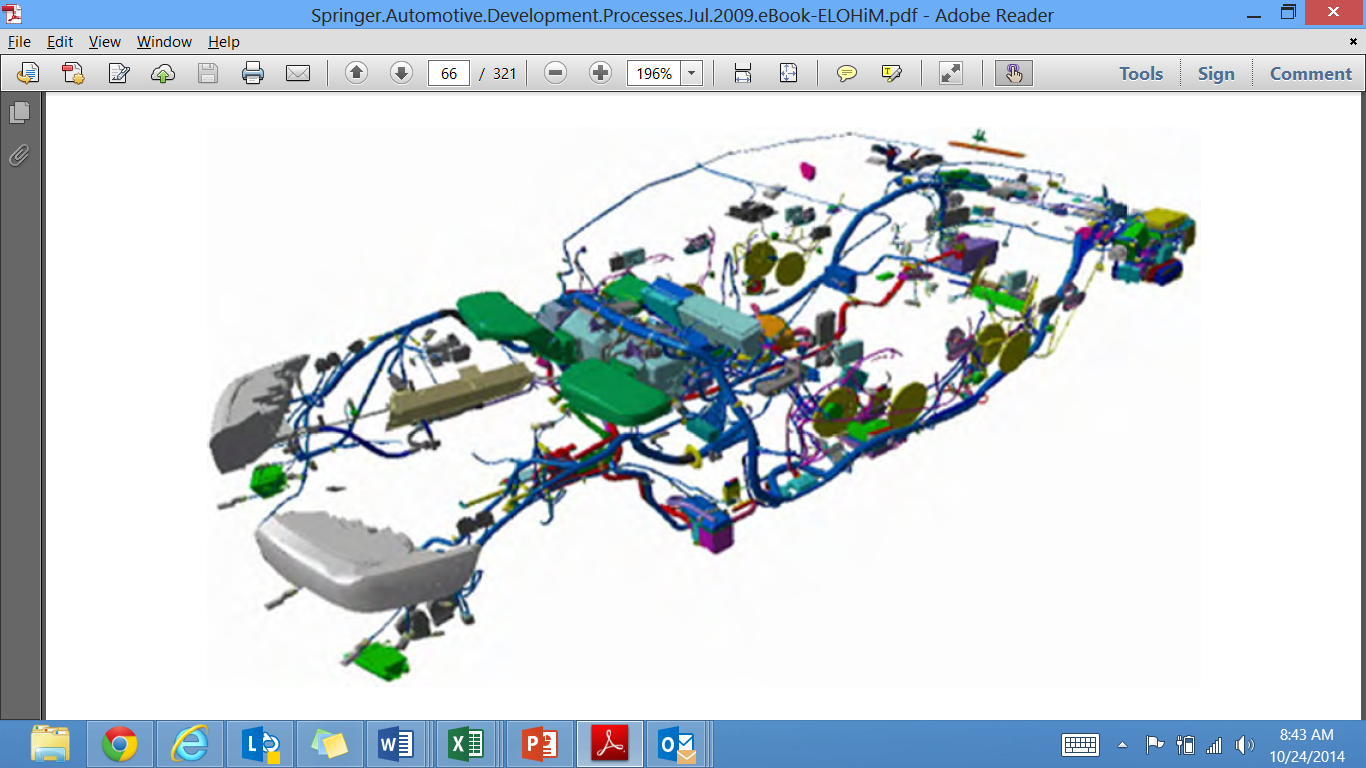 Springer.Automotive.Development.Processes.Jul.2009.eBook-ELOHiM.pdf - Adobe Reader
File Edit View Window Help
66 / 321 196% Tools Sign Comment
8:43 AM
10/24/2014